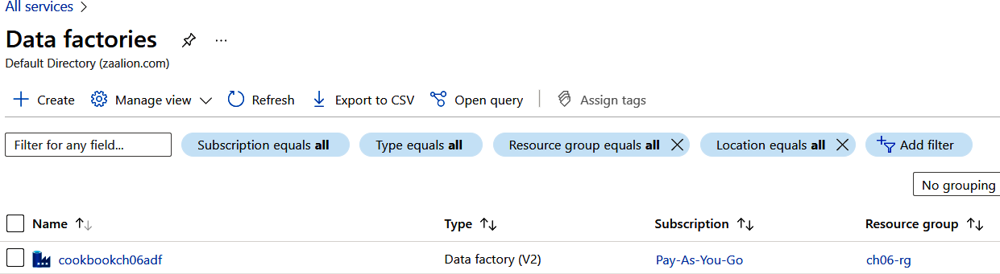 All services >
Data factories ...
Default Directory (zaalion.com)
+ Create Manage view Refresh Export to CSV Open query Assign tags
Filter for any field... Subscription equals all Type equals all Resource group equals all Location equals all Add filter
No grouping
Name Type Subscription Resource group
cookbookch06adf Data factory (V2) Pay-As-You-Go ch06-rg